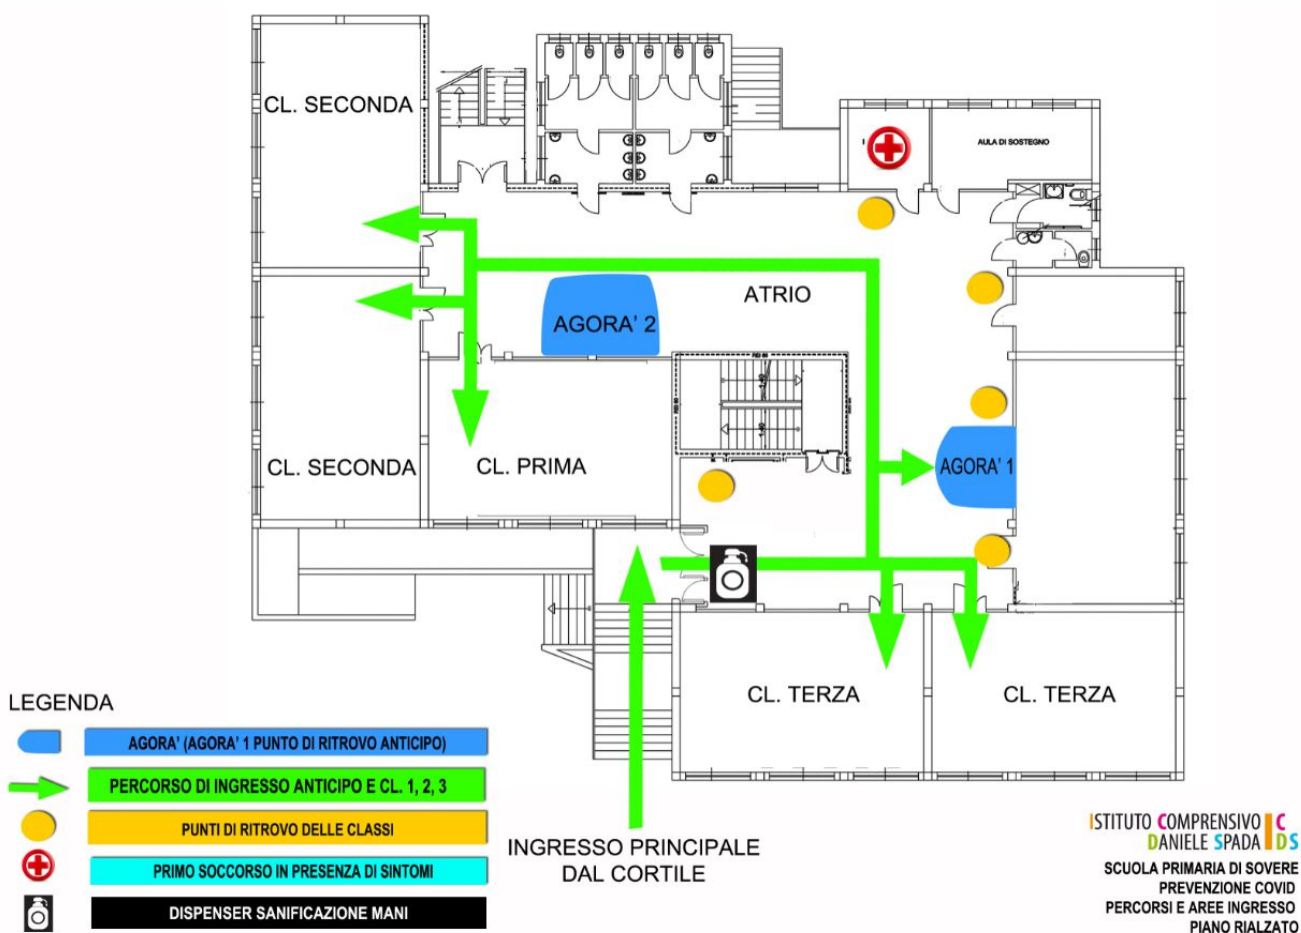 CL. SECONDA
AULA DI SOSTEGNO
ATRIO
AGORA' 2
CL. SECONDA
CL. PRIMA
AGORA' 1
CL. TERZA
CL. TERZA
INGRESSO PRINCIPALE
DAL CORTILE
LEGENDA
AGORA' (AGORA' 1 PUNTO DI RITROVO ANTICIPO)
PERCORSO DI INGRESSO ANTICIPO E CL. 1, 2, 3
PUNTI DI RITROVO DELLE CLASSI
PRIMO SOCCORSO IN PRESENZA DI SINTOMI
DISPENSER SANIFICAZIONE MANI
ISTITUTO COMPRENSIVO
DANIELE SPADA
IC
DS
SCUOLA PRIMARIA DI SOVERE
PREVENZIONE COVID
PERCORSI E AREE INGRESSO
PIANO RIALZATO